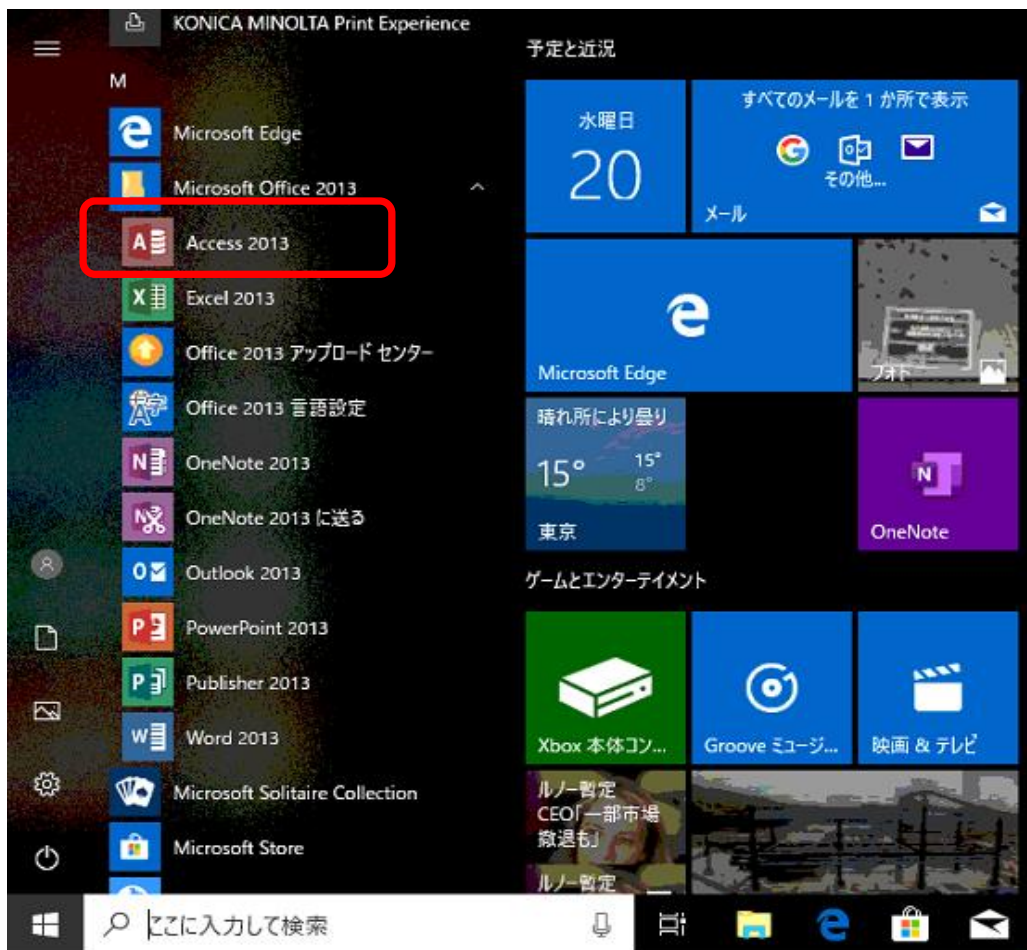 KONICA MINOLTA Print Experience
M
Microsoft Edge
Microsoft Office 2013
Access 2013
Excel 2013
Office 2013 アップロード センター
Office 2013 言語設定
OneNote 2013
OneNote 2013 に送る
Outlook 2013
PowerPoint 2013
Publisher 2013
Word 2013
Microsoft Solitaire Collection
Microsoft Store
予定と近況
水曜日
20
すべてのメールを 1 か所で表示
その他...
メール
Microsoft Edge
フォト
晴れ所により曇り
15° 15°
8°
東京
OneNote
ゲームとエンターテイメント
Xbox 本体コン...
Groove ミュージ...
映画 & テレビ
ルノー暫定
CEO「一部市場
撤退も」
ルノー暫定
ここに入力して検索